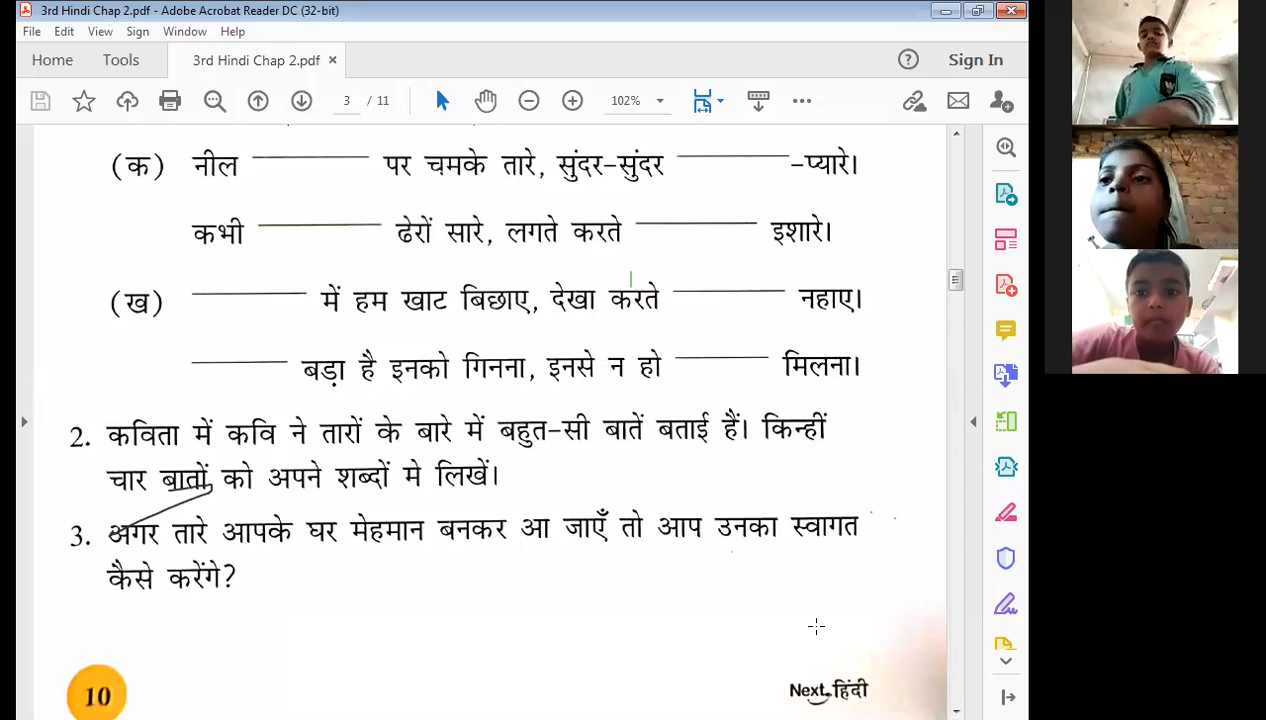 3rd Hindi Chap 2.pdf - Adobe Acrobat Reader DC (32-bit)
File Edit View Sign Window Help
Home Tools 3rd Hindi Chap 2.pdf × Sign In
3 / 11 102%
(क) नील ________ पर चमके तारे, सुंदर-सुंदर ________ -प्यारे।
कभी ________ ढेरों सारे, लगते करते ________ इशारे।
(ख) ________ में हम खाट बिछाए, देखा करते ________ नहाए।
________ बड़ा है इनको गिनना, इनसे न हो ________ मिलना।
2. कविता में कवि ने तारों के बारे में बहुत-सी बातें बताई हैं। किन्हीं
चार बातों को अपने शब्दों मे लिखें।
3. अगर तारे आपके घर मेहमान बनकर आ जाएँ तो आप उनका स्वागत
कैसे करेंगे?
10
Next हिंदी